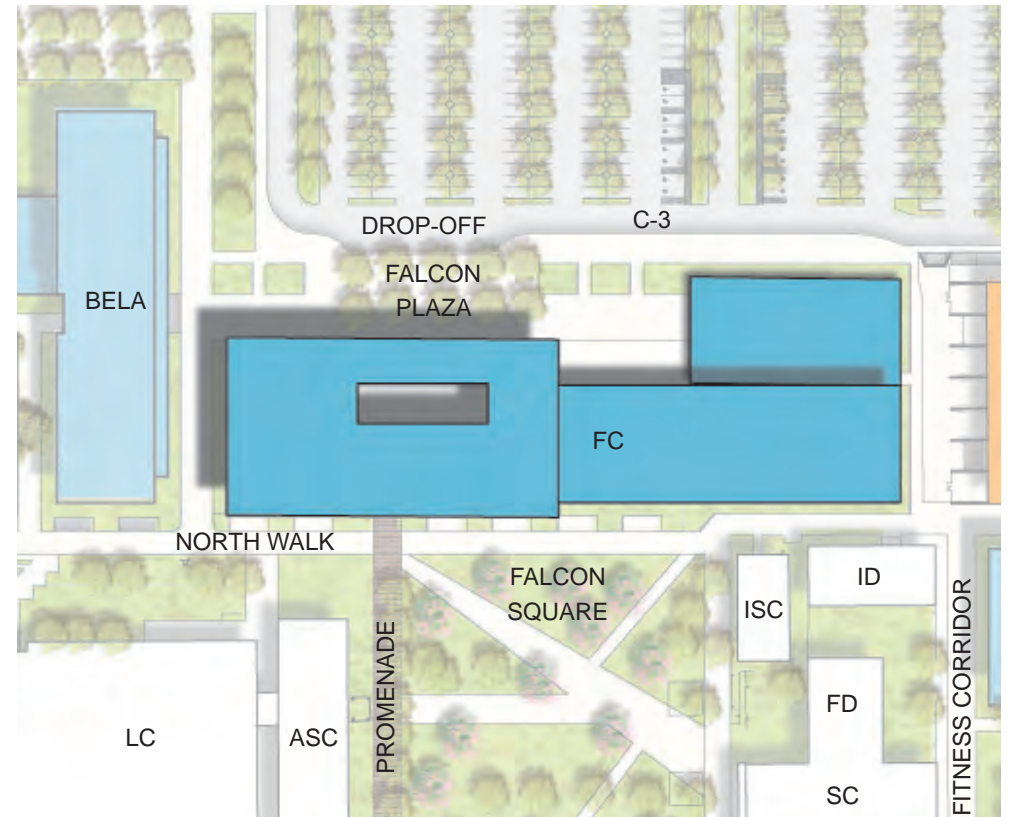 C-3
DROP-OFF
FALCON
PLAZA
BELA
FC
NORTH WALK
FALCON
SQUARE
ISC
ID
FD
PROMENADE
FITNESS CORRIDOR
LC
ASC
SC